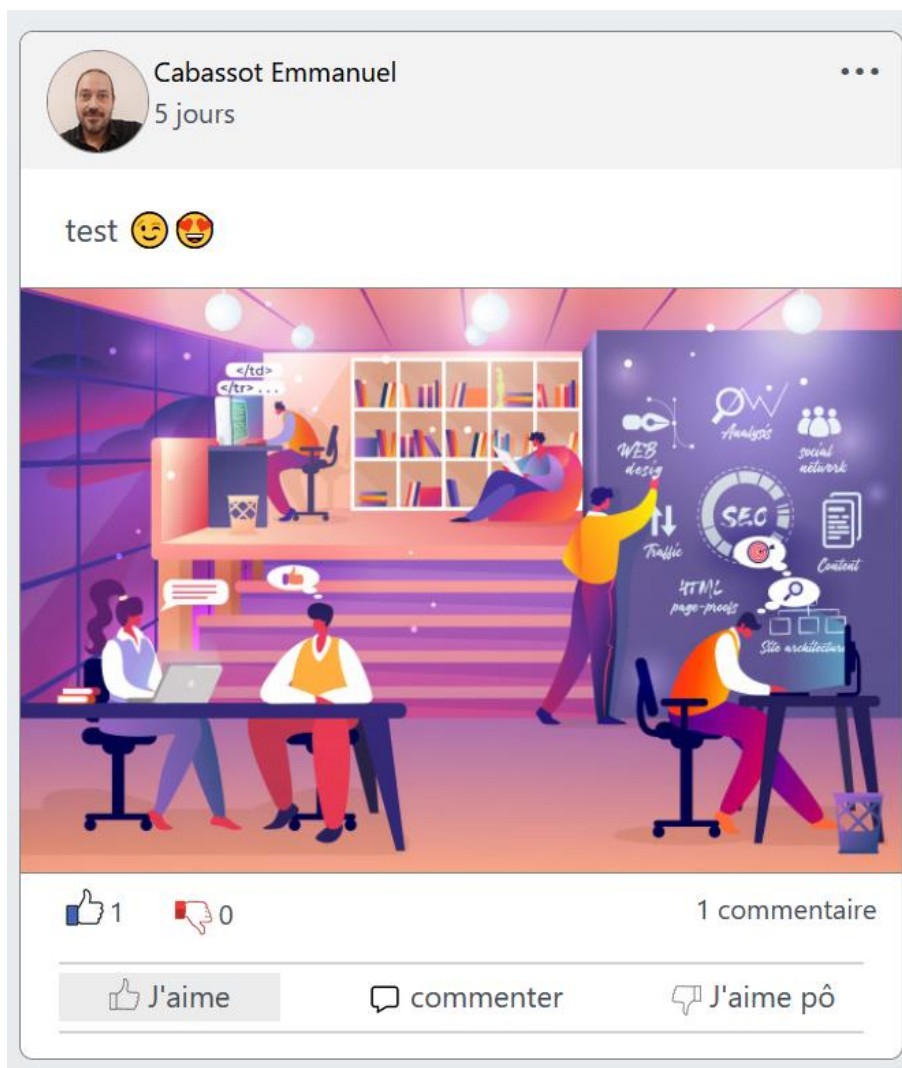 Cabassot Emmanuel
5 jours
test 😉😍
</td>
</tr> ...
WEB
desig
Analysis
social
network
Traffic
SEO
Content
HTML
page-proofs
Site architecture
1
0
1 commentaire
J'aime
commenter
J'aime pô